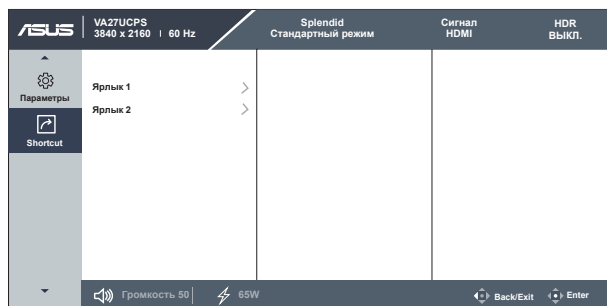 ASUS
VA27UCPS
3840 x 2160 | 60 Hz
Splendid
Стандартный режим
Сигнал
HDMI
HDR
ВЫКЛ.
Параметры
Shortcut
Ярлык 1
Ярлык 2
Громкость 50
65W
Back/Exit
Enter